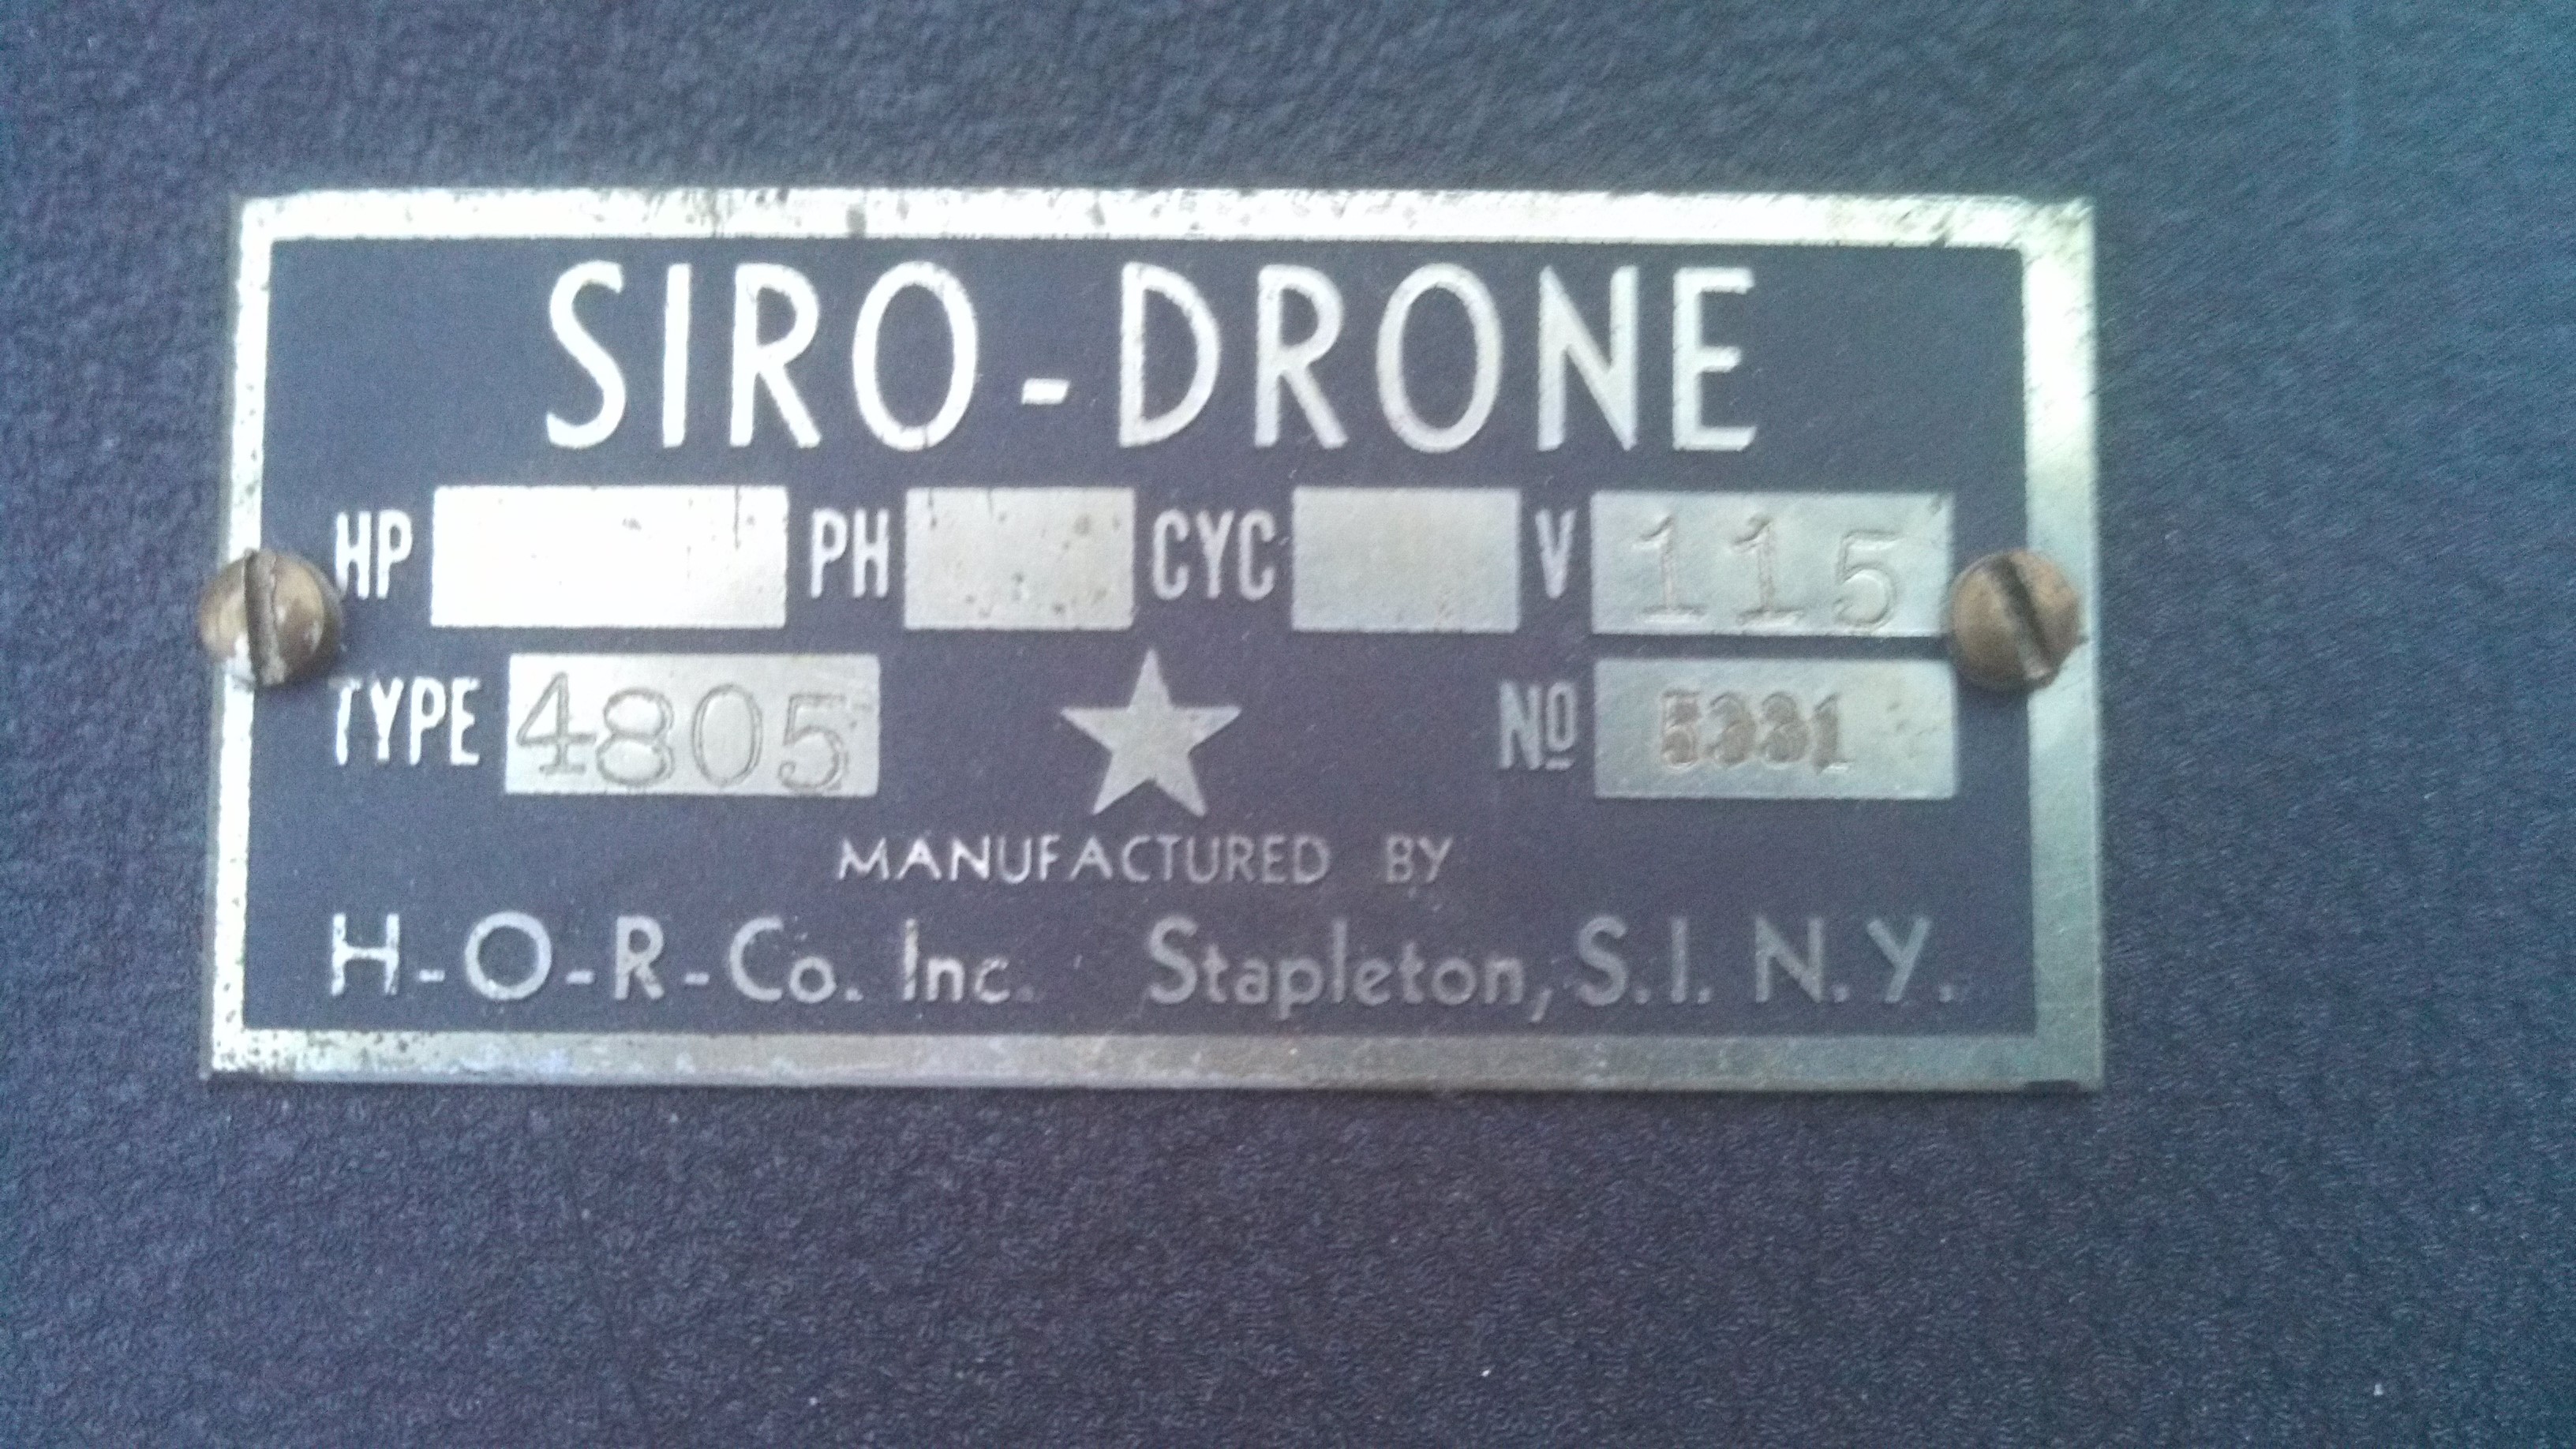 SIRO-DRONE
HP PH CYC V 115
TYPE 4805 No
MANUFACTURED BY
H-O-R-Co. Inc. Stapleton, S.I. N.Y.